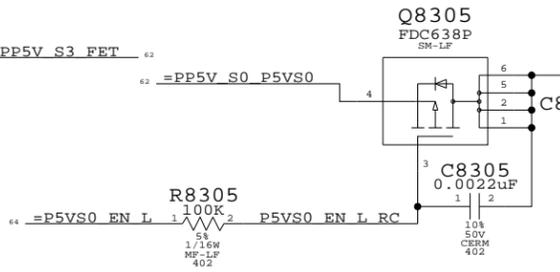 Q8305
FDC638P
SM-LF
PP5V_S3_FET 62
62 =PP5V_S0_P5VS0
4
6
5
2
1
3
C8
C8305
0.0022uF
1 2
10%
50V
CERM
402
R8305
100K
64 =P5VS0_EN_L 1 2 P5VS0_EN_L_RC
5%
1/16W
MF-LF
402